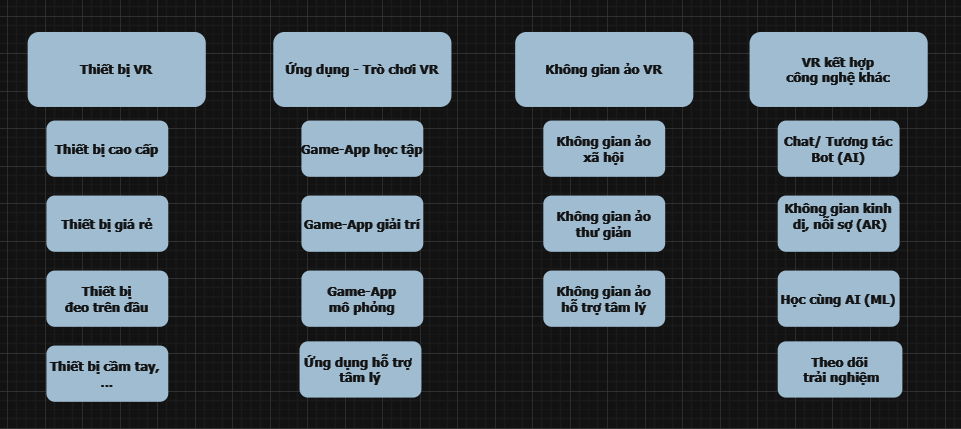 Thiết bị VR
Ứng dụng - Trò chơi VR
Không gian ảo VR
VR kết hợp
công nghệ khác
Thiết bị cao cấp
Game-App học tập
Không gian ảo
xã hội
Chat/ Tương tác
Bot (AI)
Thiết bị giá rẻ
Game-App giải trí
Không gian ảo
thư giản
Không gian kinh
dị, nỗi sợ (AR)
Thiết bị
đeo trên đầu
Game-App
mô phỏng
Không gian ảo
hỗ trợ tâm lý
Học cùng AI (ML)
Thiết bị cầm tay,
...
Ứng dụng hỗ trợ
tâm lý
Theo dõi
trải nghiệm